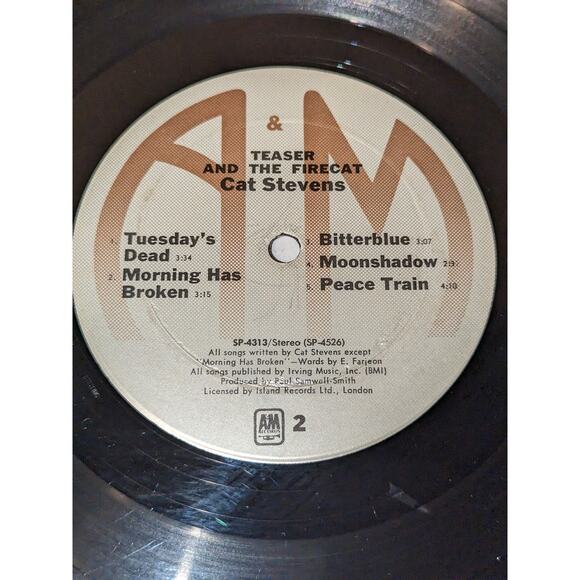 A & M
TEASER
AND THE FIRECAT
Cat Stevens
1. Tuesday's
Dead 3:34
2. Morning Has
Broken 3:15
3. Bitterblue 3:07
4. Moonshadow
5. Peace Train 4:10
SP-4313/Stereo (SP-4526)
All songs written by Cat Stevens except
"Morning Has Broken"—Words by E. Farjeon
All songs published by Irving Music, Inc. (BMI)
Produced by Paul Samwell-Smith
Licensed by Island Records Ltd., London
A&M
RECORDS
2